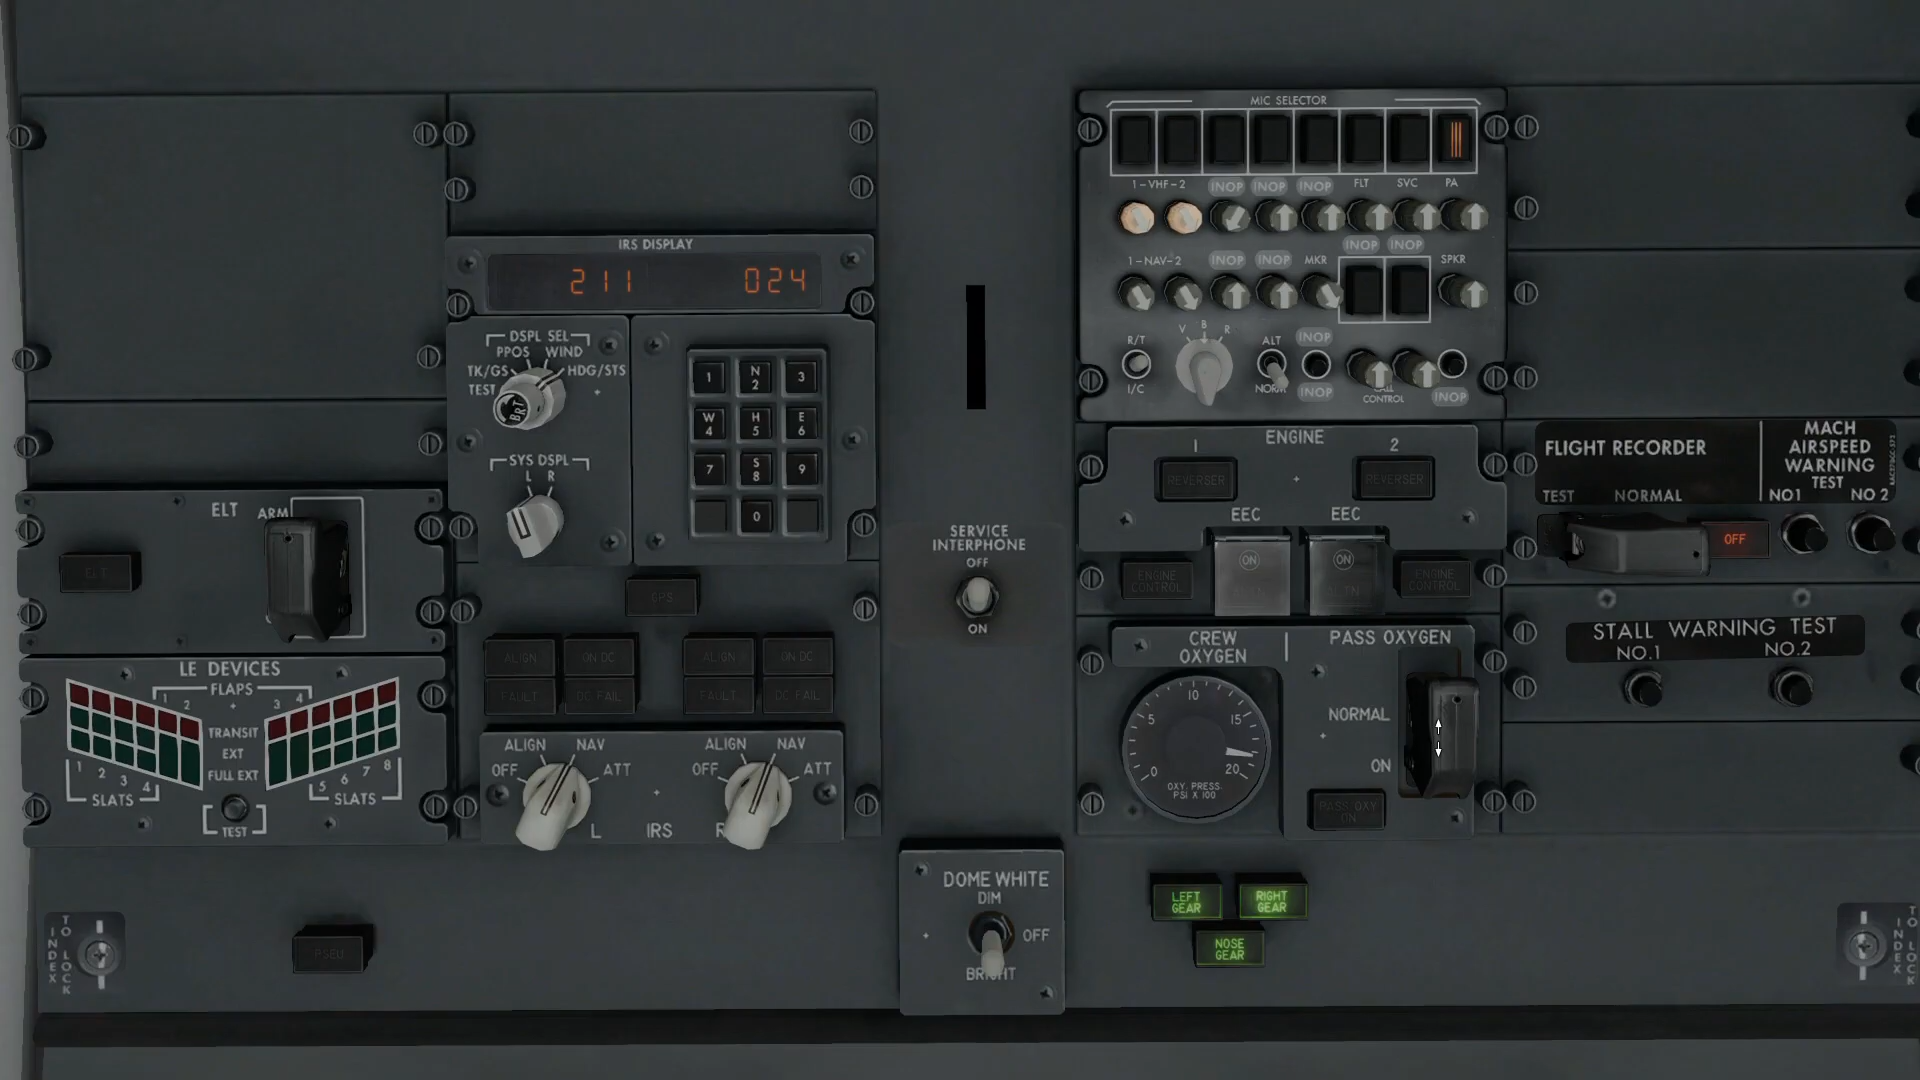 MIC SELECTOR
1-VHF-2 INOP INOP INOP FLT SVC PA
INOP INOP
1-NAV-2 INOP INOP MKR SPKR
V B R
R/T ALT INOP
I/C NORM INOP CONTROL INOP
IRS DISPLAY
211 024
DSPL SEL
PPOS WIND
TK/GS HDG/STS
TEST
BRT
SYS DSPL
L R
1 N 2 3
W 4 H 5 E 6
7 S 8 9
0
ELT ARM
ELT
GPS
ALIGN ON DC ALIGN ON DC
FAULT DC FAIL FAULT DC FAIL
LE DEVICES
FLAPS
1 2 3 4
TRANSIT
EXT
FULL EXT
1 2 3 4 5 6 7 8
SLATS SLATS
TEST
ALIGN NAV ALIGN NAV
OFF ATT OFF ATT
L IRS R
PSEU
TO LOCK
INDEX
SERVICE
INTERPHONE
OFF
ON
DOME WHITE
DIM
OFF
BRIGHT
ENGINE
1 2
REVERSER REVERSER
EEC EEC
ON ON
ALTN ALTN
ENGINE CONTROL ENGINE CONTROL
CREW
OXYGEN
PASS OXYGEN
0 5 10 15 20
OXY. PRESS.
PSI X 100
NORMAL
ON
PASS OXY
ON
LEFT
GEAR
RIGHT
GEAR
NOSE
GEAR
FLIGHT RECORDER
TEST NORMAL
OFF
MACH
AIRSPEED
WARNING
TEST
NO1 NO 2
STALL WARNING TEST
NO.1 NO.2
TO LOCK
INDEX